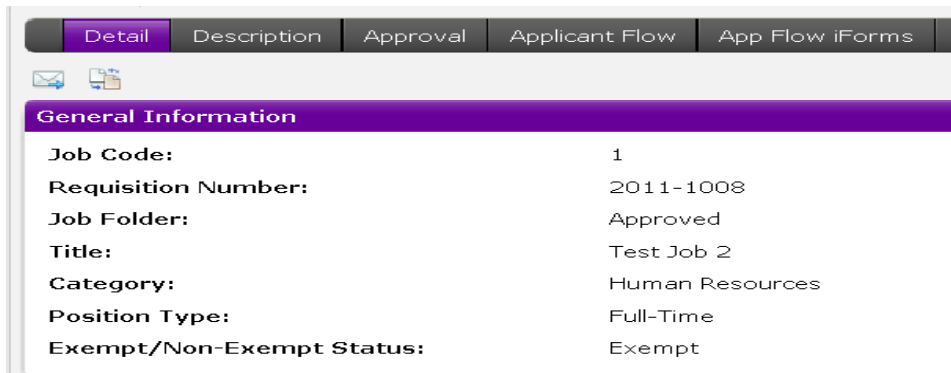 Detail Description Approval Applicant Flow App Flow iForms
General Information
Job Code: 1
Requisition Number: 2011-1008
Job Folder: Approved
Title: Test Job 2
Category: Human Resources
Position Type: Full-Time
Exempt/Non-Exempt Status: Exempt